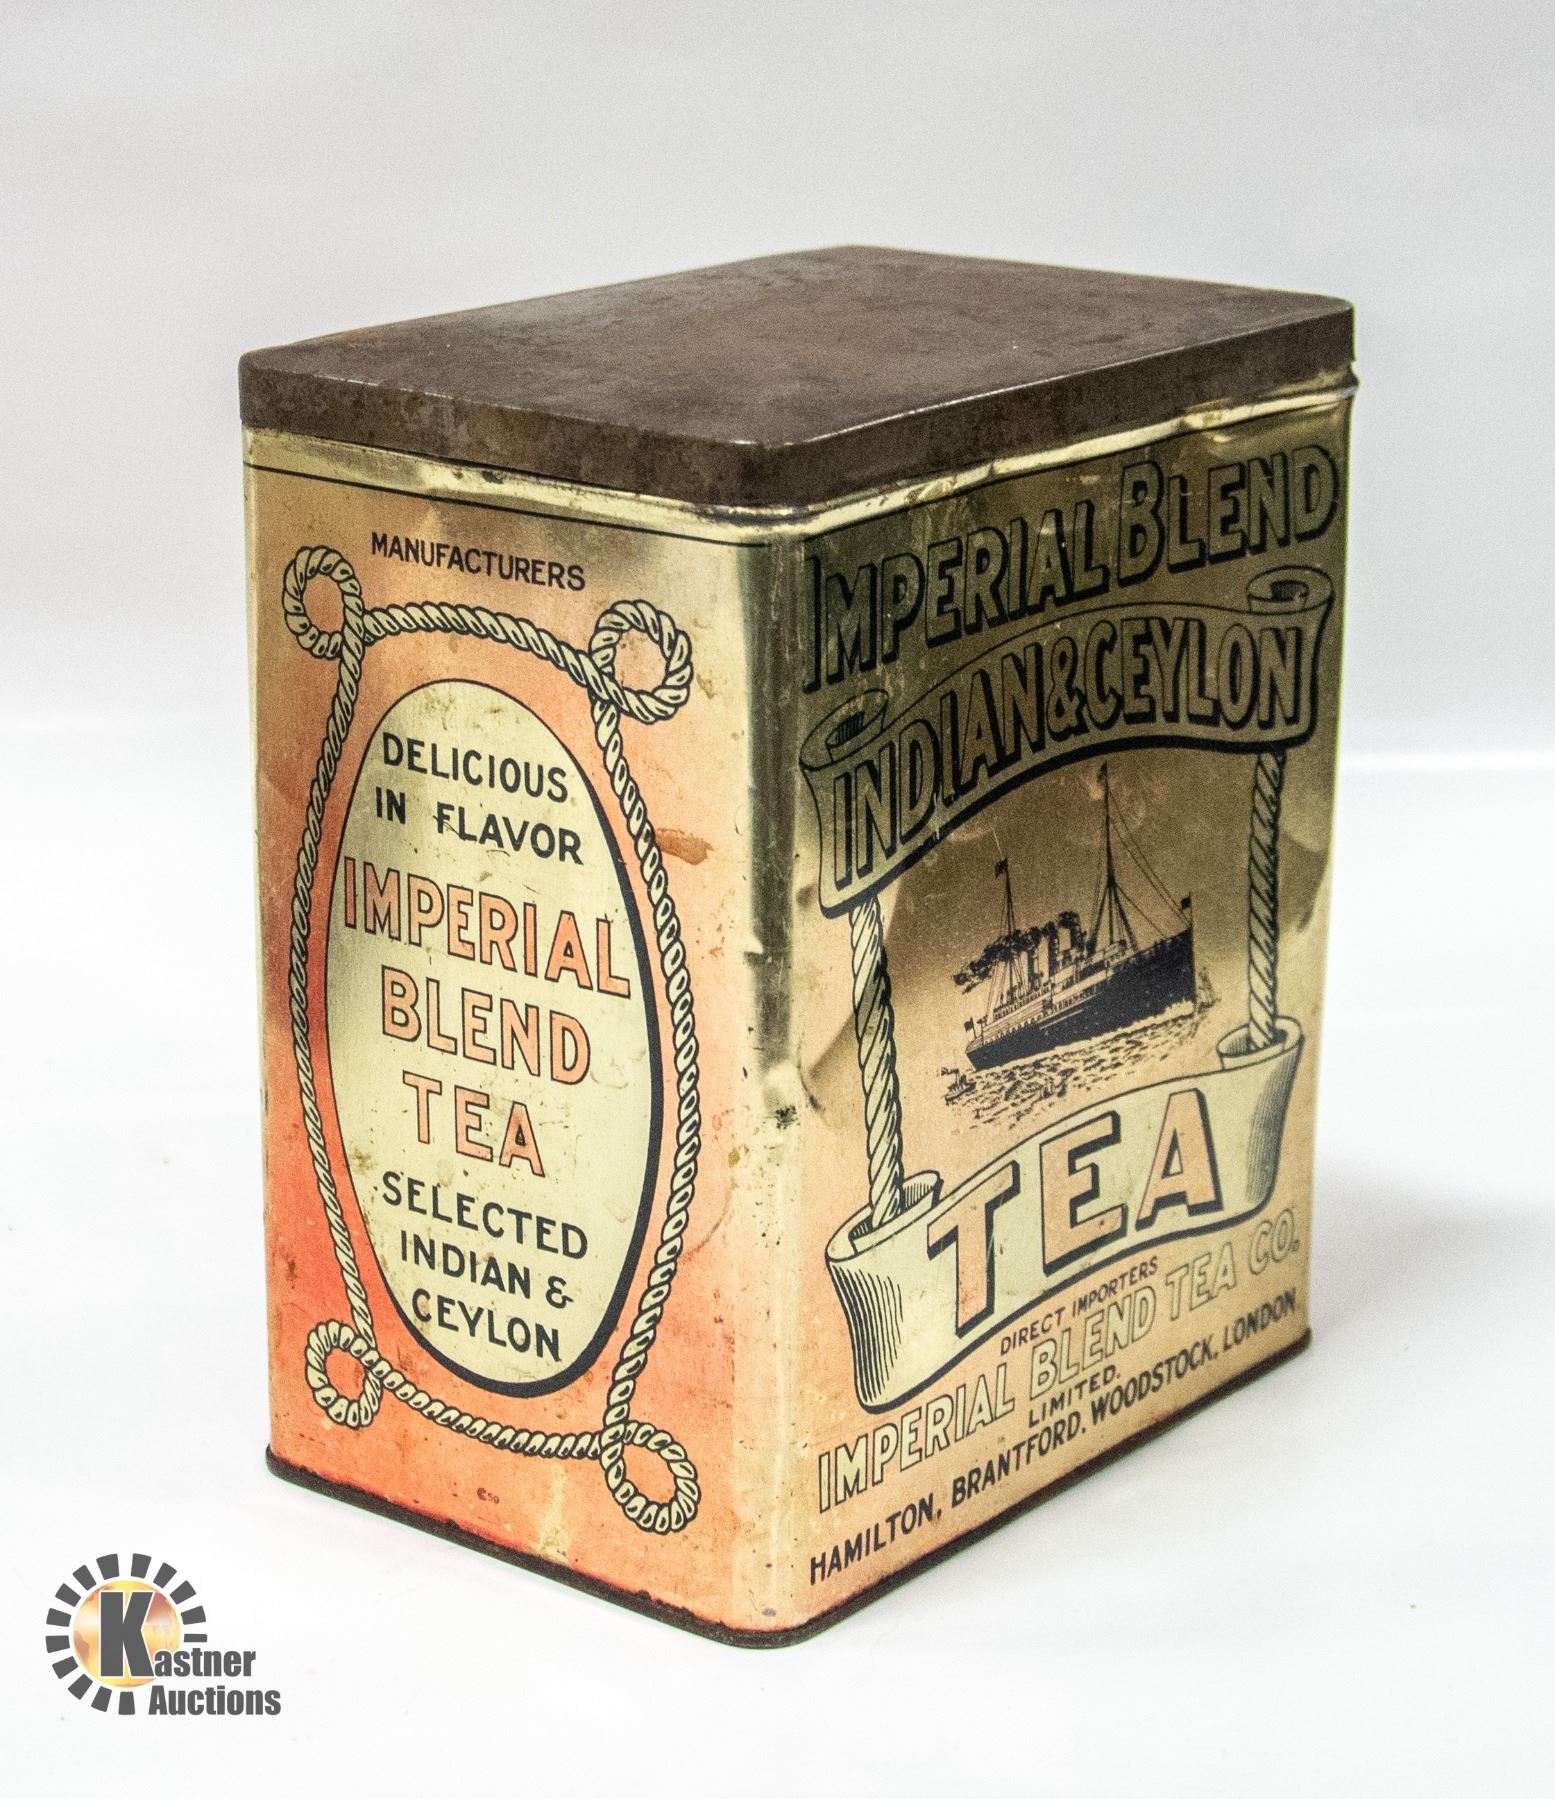 MANUFACTURERS
DELICIOUS
IN FLAVOR
IMPERIAL
BLEND
TEA
SELECTED
INDIAN &
CEYLON
IMPERIAL BLEND
INDIAN & CEYLON
TEA
DIRECT IMPORTERS
IMPERIAL BLEND TEA CO.
LIMITED.
HAMILTON, BRANTFORD, WOODSTOCK, LONDON
Kastner
Auctions